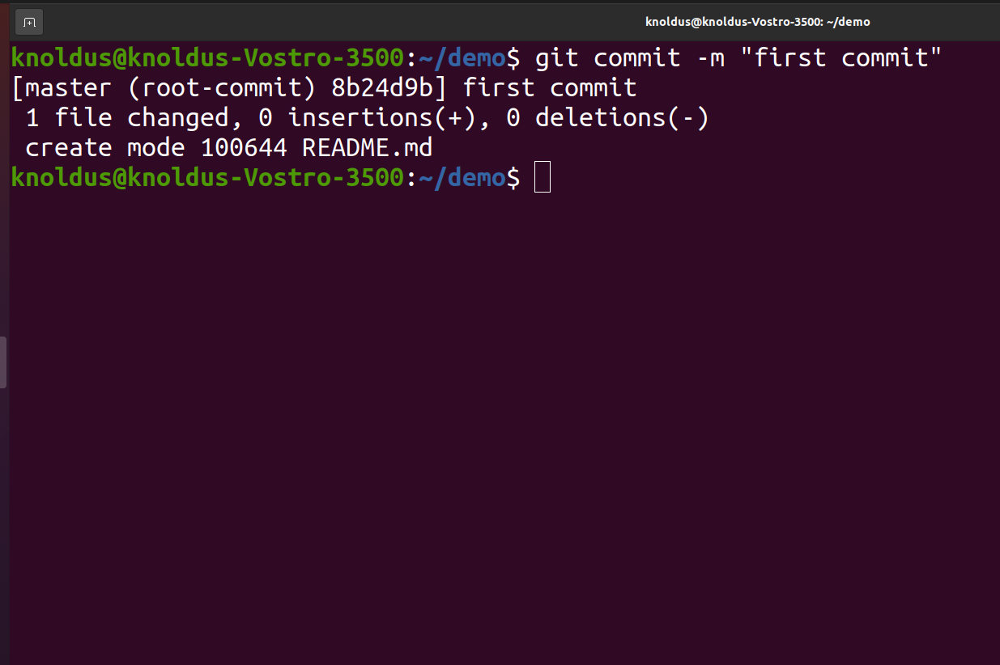 knoldus@knoldus-Vostro-3500: ~/demo
knoldus@knoldus-Vostro-3500:~/demo$ git commit -m "first commit"
[master (root-commit) 8b24d9b] first commit
 1 file changed, 0 insertions(+), 0 deletions(-)
 create mode 100644 README.md
knoldus@knoldus-Vostro-3500:~/demo$